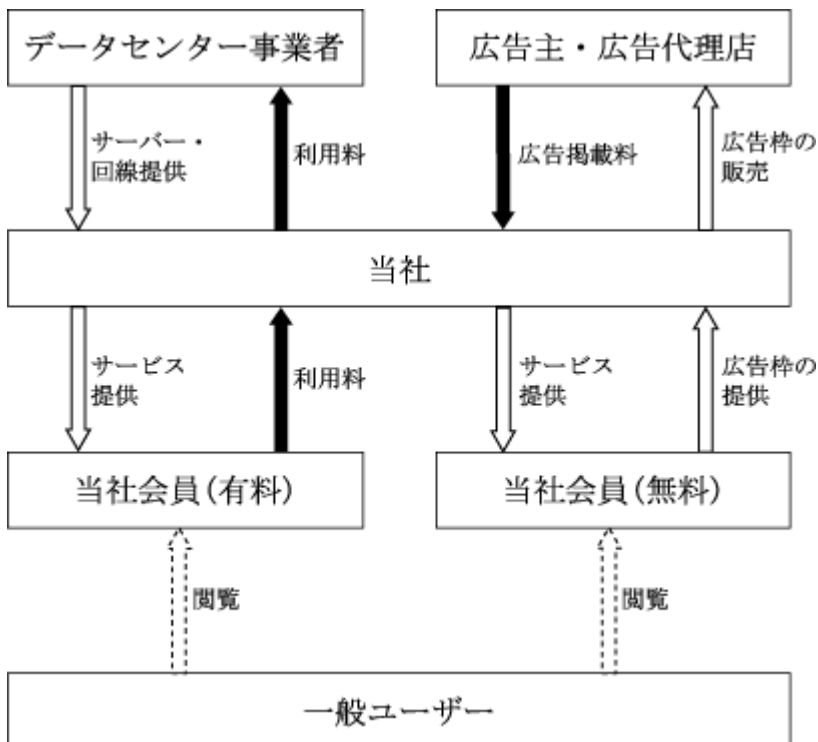 データセンター事業者
広告主・広告代理店
サーバー・
回線提供
利用料
広告掲載料
広告枠の
販売
当社
サービス
提供
利用料
サービス
提供
広告枠の
提供
当社会員(有料)
当社会員(無料)
閲覧
閲覧
一般ユーザー